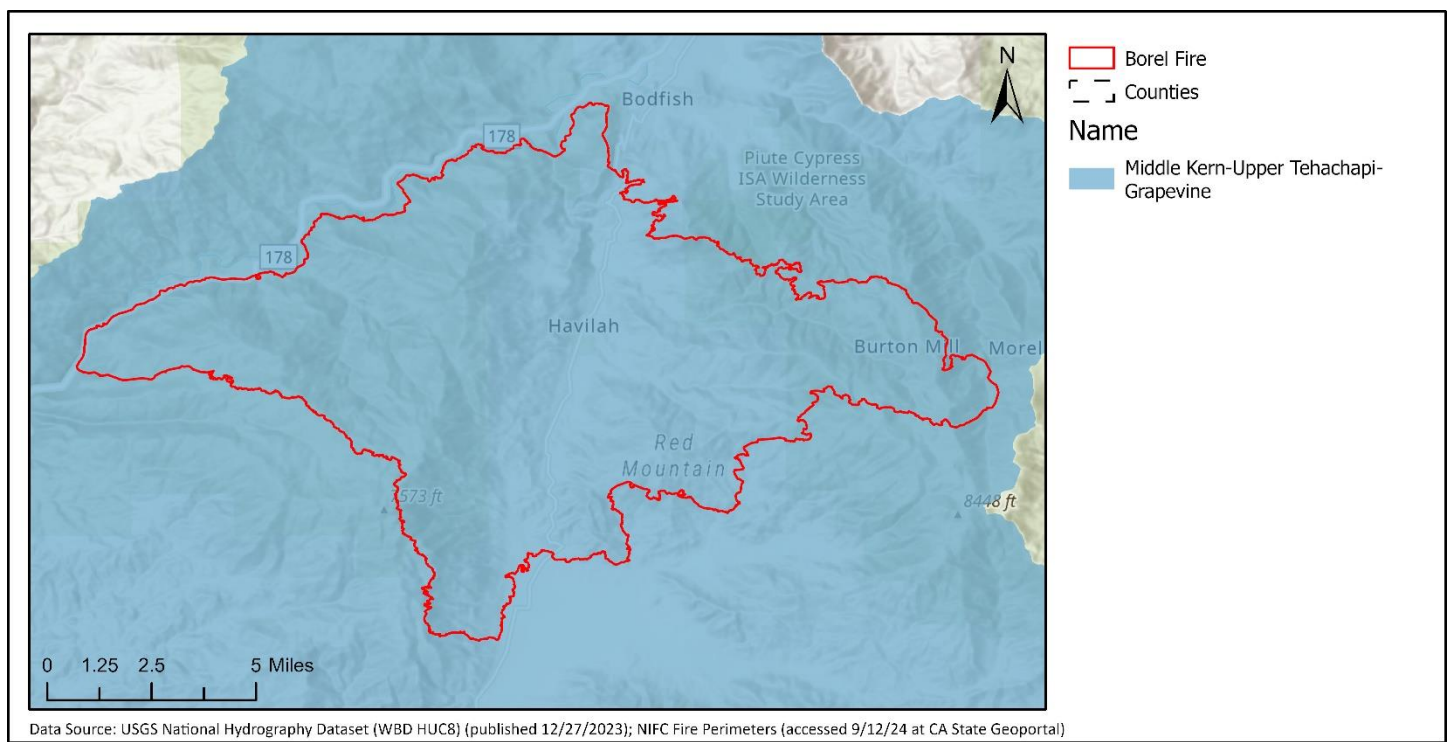 N
Bodfish
178
Piute Cypress
ISA Wilderness
Study Area
178
Havilah
Burton Mill
Morel
Red
Mountain
7573 ft
8448 ft
0 1.25 2.5 5 Miles
Borel Fire
Counties
Name
Middle Kern-Upper Tehachapi-
Grapevine
Data Source: USGS National Hydrography Dataset (WBD HUC8) (published 12/27/2023); NIFC Fire Perimeters (accessed 9/12/24 at CA State Geoportal)